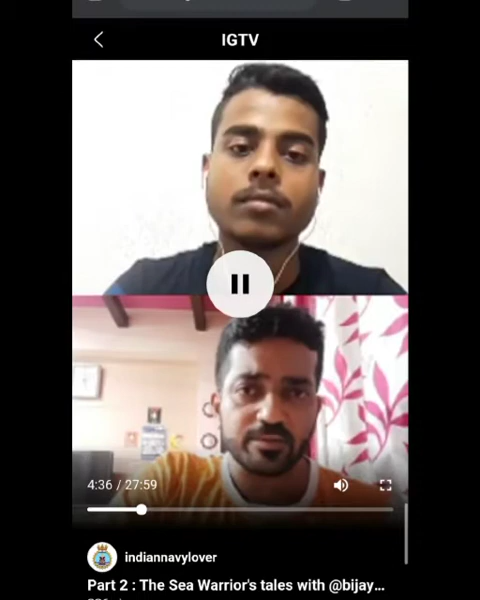 IGTV
4:36 / 27:59
indiannavylover
Part 2 : The Sea Warrior's tales with @bijay...